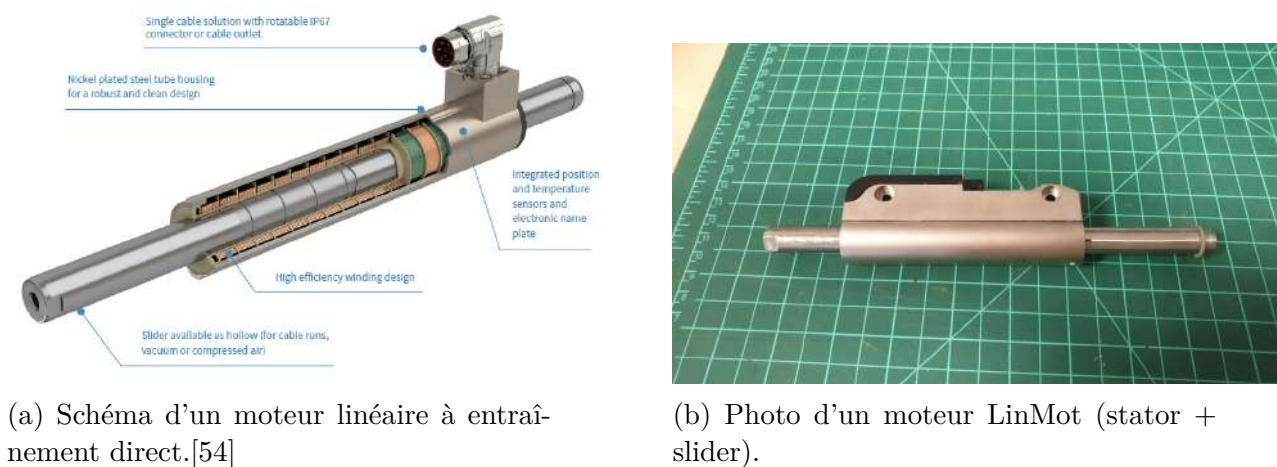 Single cable solution with rotatable IP67
connector or cable outlet
Nickel plated steel tube housing
for a robust and clean design
Integrated position
and temperature
sensors and
electronic name
plate
High efficiency winding design
Slider available as hollow (for cable runs,
vacuum or compressed air)
(a) Schéma d'un moteur linéaire à entraî-
nement direct.[54]
(b) Photo d'un moteur LinMot (stator +
slider).